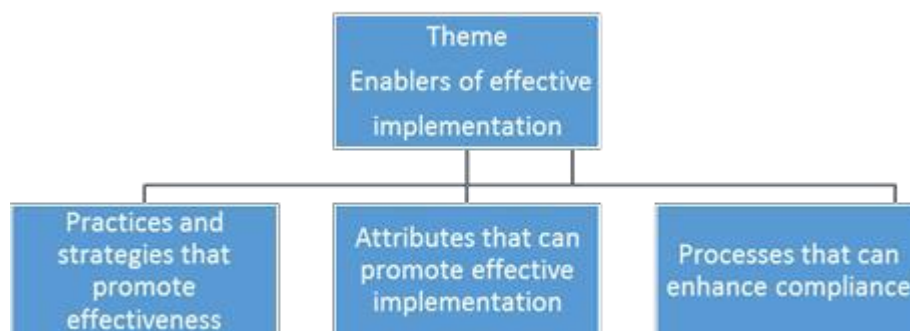 Theme
Enablers of effective
implementation
Practices and
strategies that
promote
effectiveness
Attributes that can
promote effective
implementation
Processes that can
enhance compliance